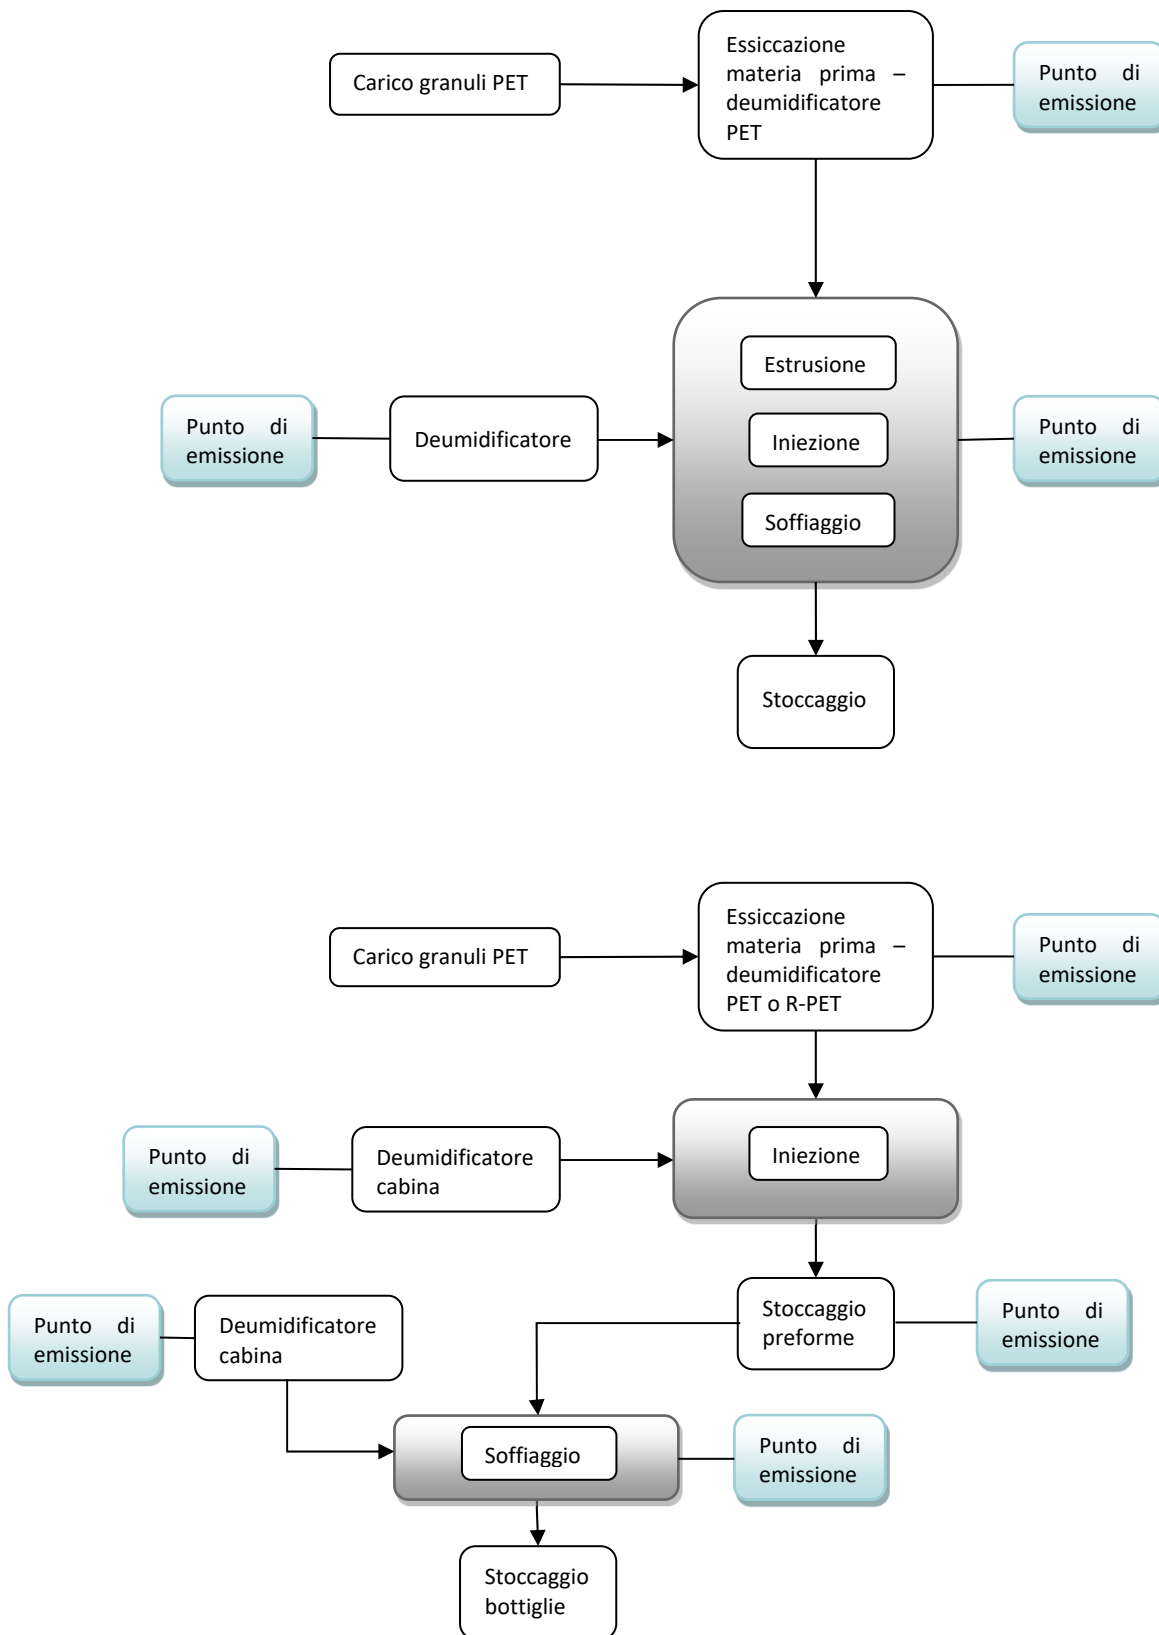 Carico granuli PET
Essiccazione
materia prima –
deumidificatore
PET
Punto di
emissione
Punto di
emissione
Deumidificatore
Estrusione
Iniezione
Soffiaggio
Punto di
emissione
Stoccaggio
Carico granuli PET
Essiccazione
materia prima –
deumidificatore
PET o R-PET
Punto di
emissione
Punto di
emissione
Deumidificatore
cabina
Iniezione
Punto di
emissione
Deumidificatore
cabina
Stoccaggio
preforme
Punto di
emissione
Soffiaggio
Punto di
emissione
Stoccaggio
bottiglie